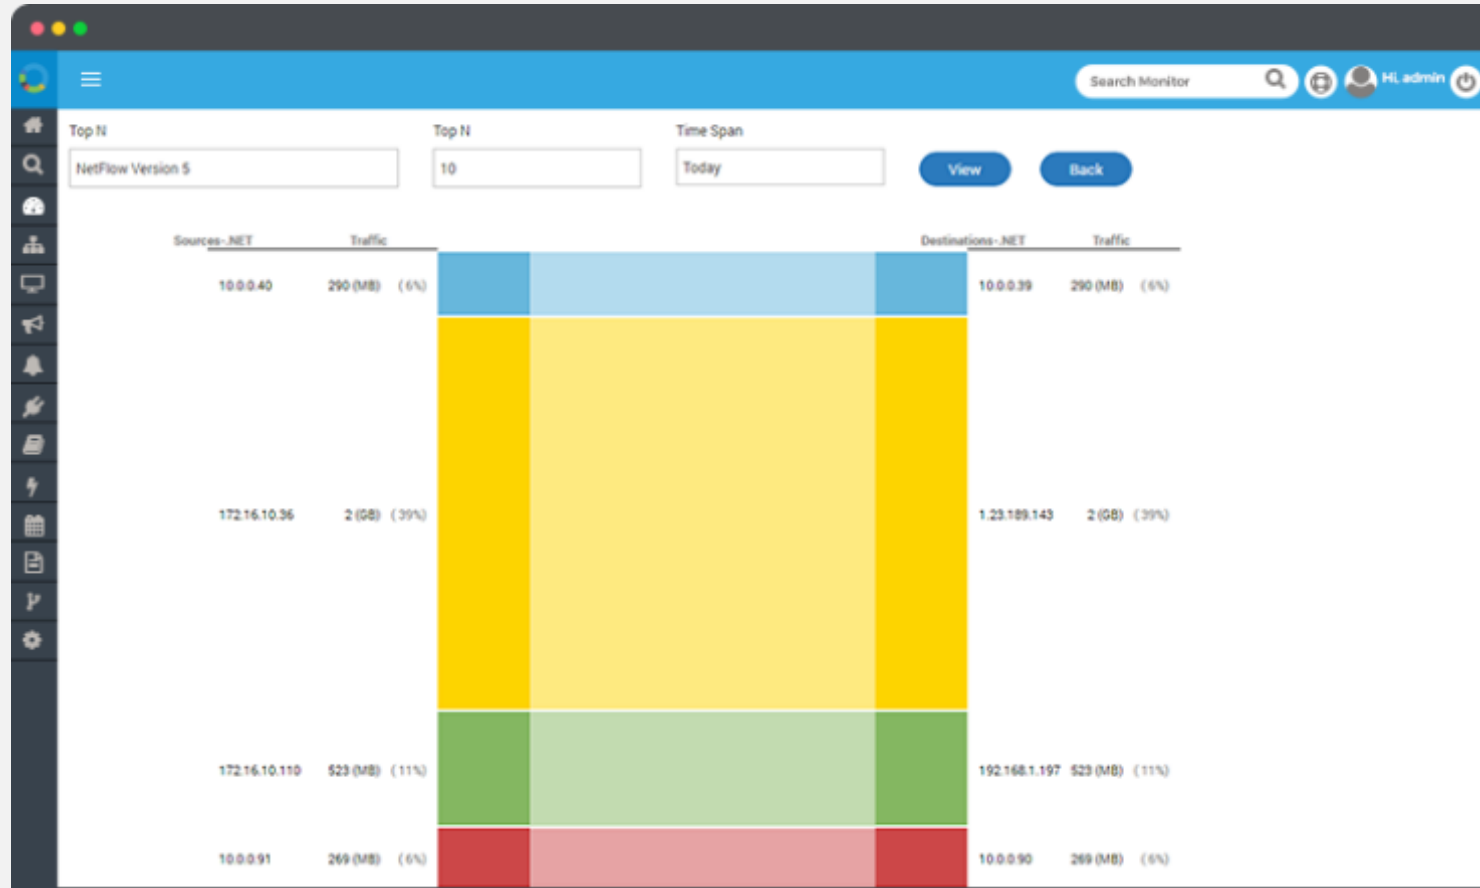 Search Monitor Hi, admin
Top N Top N Time Span
NetFlow Version 5 10 Today View Back
Sources-.NET Traffic Destinations-.NET Traffic
10.0.0.40 290 (MB) (6%) 10.0.0.39 290 (MB) (6%)
172.16.10.36 2 (GB) (39%) 1.23.189.143 2 (GB) (39%)
172.16.10.110 523 (MB) (11%) 192.168.1.197 523 (MB) (11%)
10.0.0.91 269 (MB) (6%) 10.0.0.90 269 (MB) (6%)